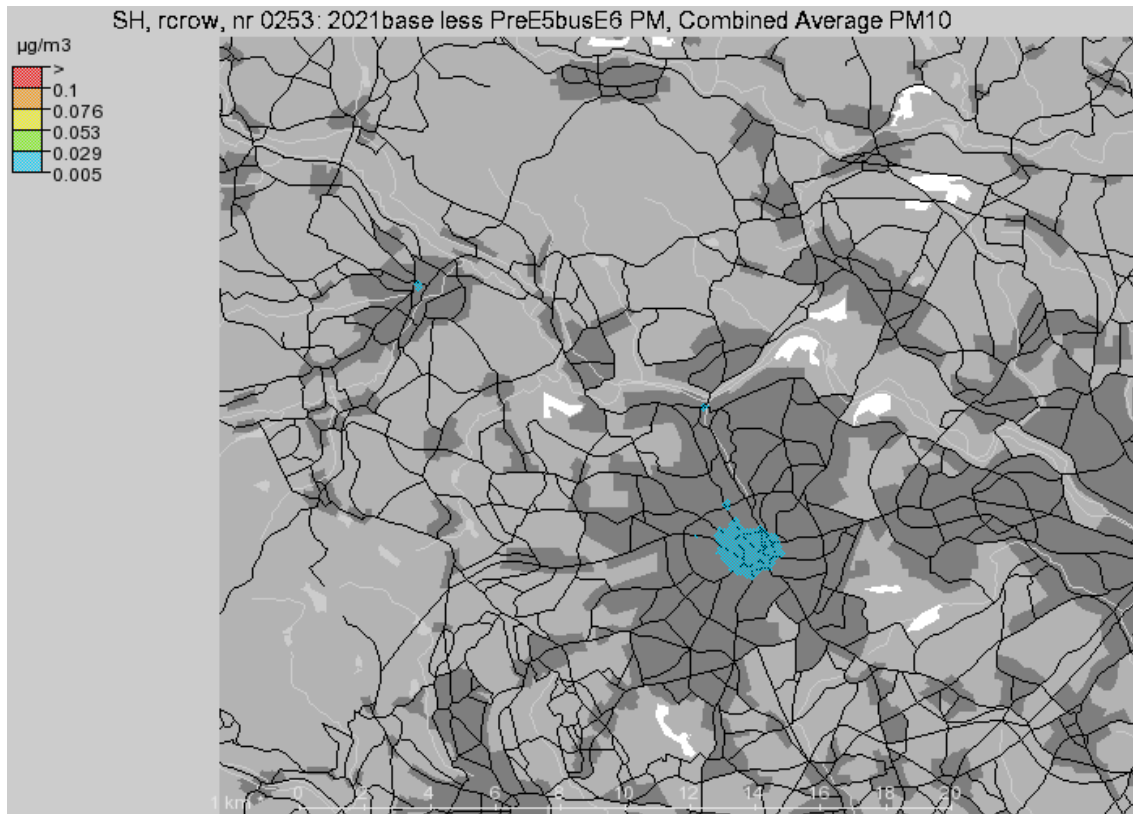 SH, rcrow, nr 0253: 2021base less PreE5busE6 PM, Combined Average PM10
µg/m3
>
0.1
0.076
0.053
0.029
0.005
1 km * 0 2 4 6 8 10 12 14 16 18 20